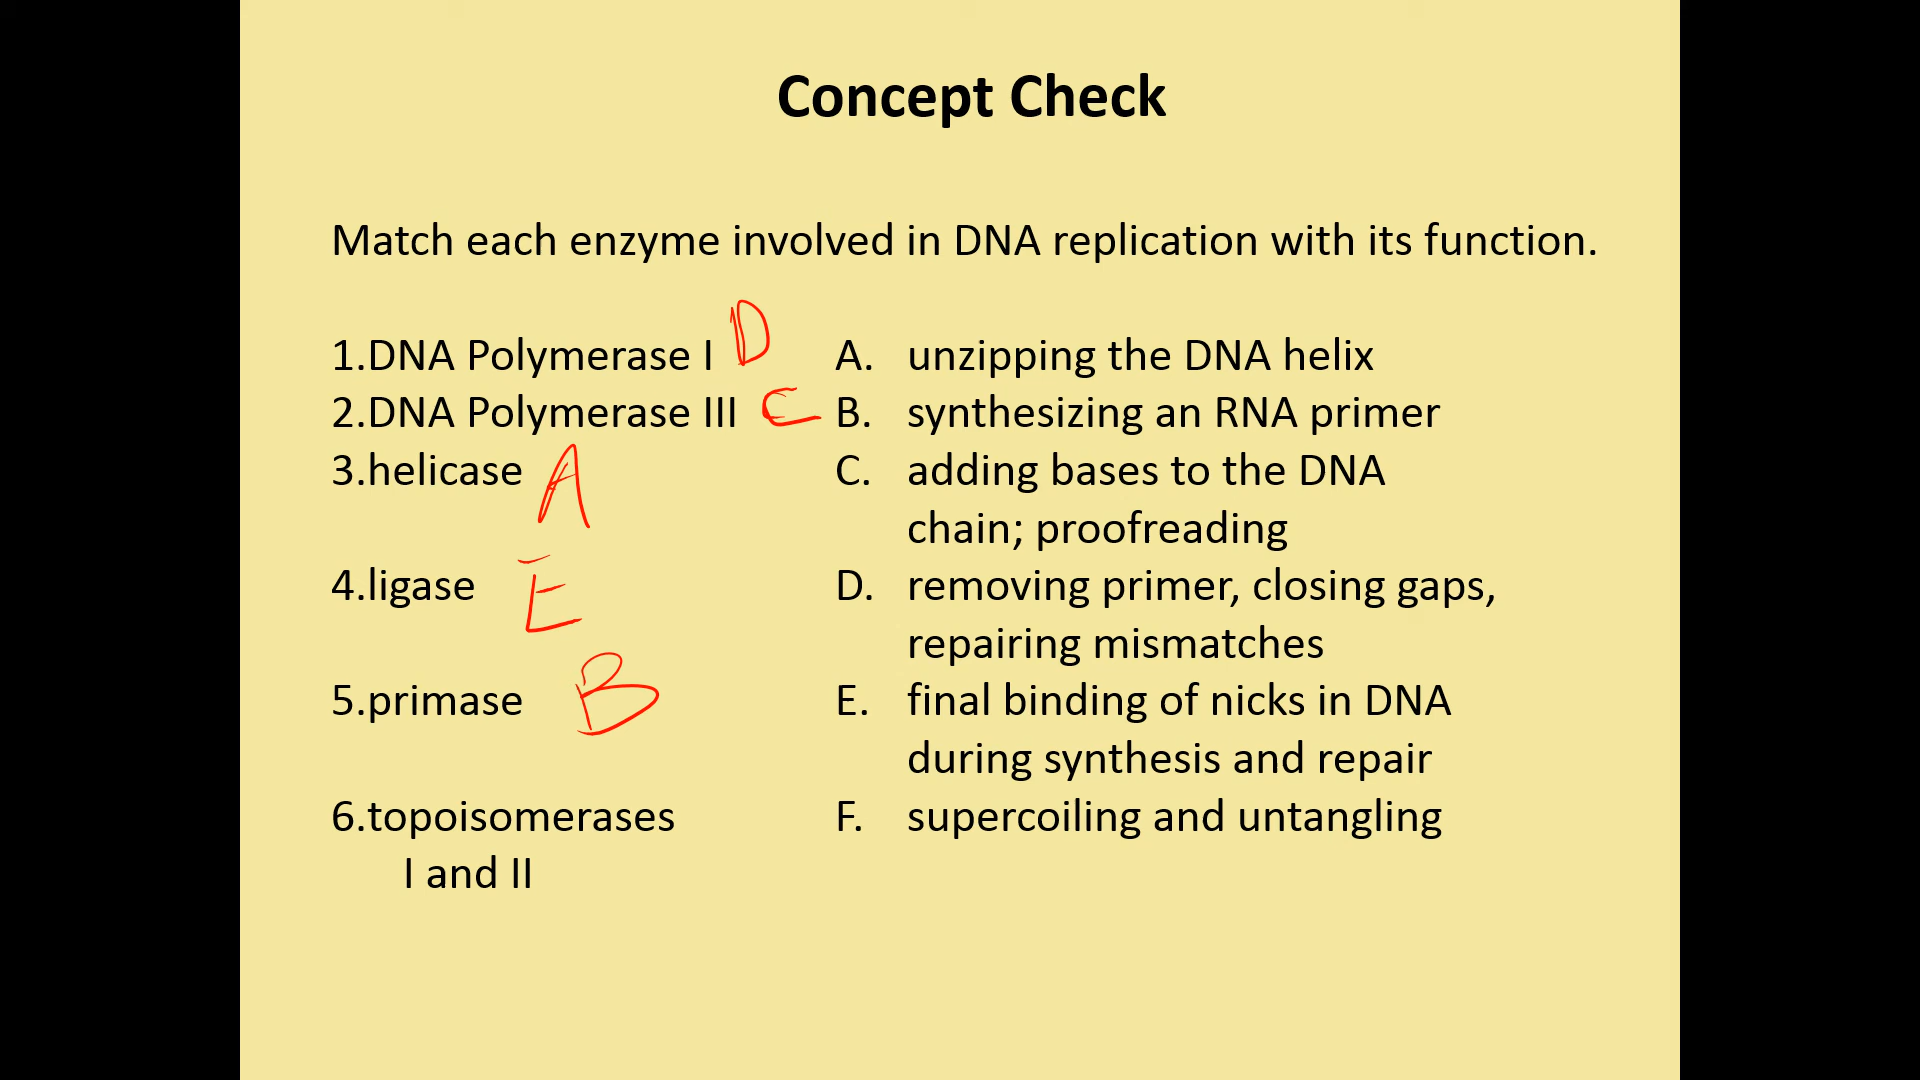 Concept Check
Match each enzyme involved in DNA replication with its function.
1.DNA Polymerase I D
2.DNA Polymerase III C
3.helicase A
4.ligase E
5.primase B
6.topoisomerases
I and II
A. unzipping the DNA helix
B. synthesizing an RNA primer
C. adding bases to the DNA
chain; proofreading
D. removing primer, closing gaps,
repairing mismatches
E. final binding of nicks in DNA
during synthesis and repair
F. supercoiling and untangling